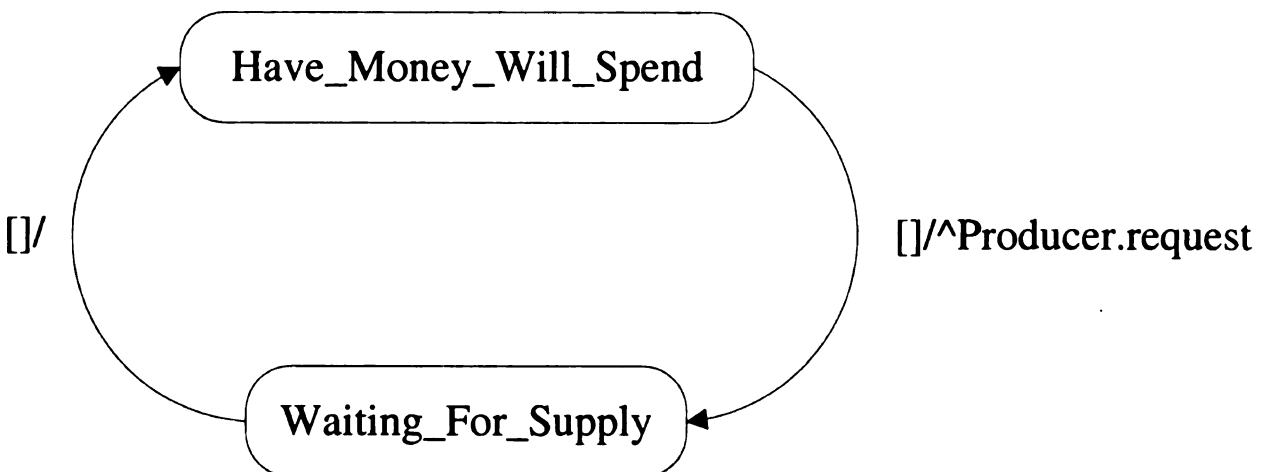 Have_Money_Will_Spend
[]/
[]/^Producer.request
Waiting_For_Supply